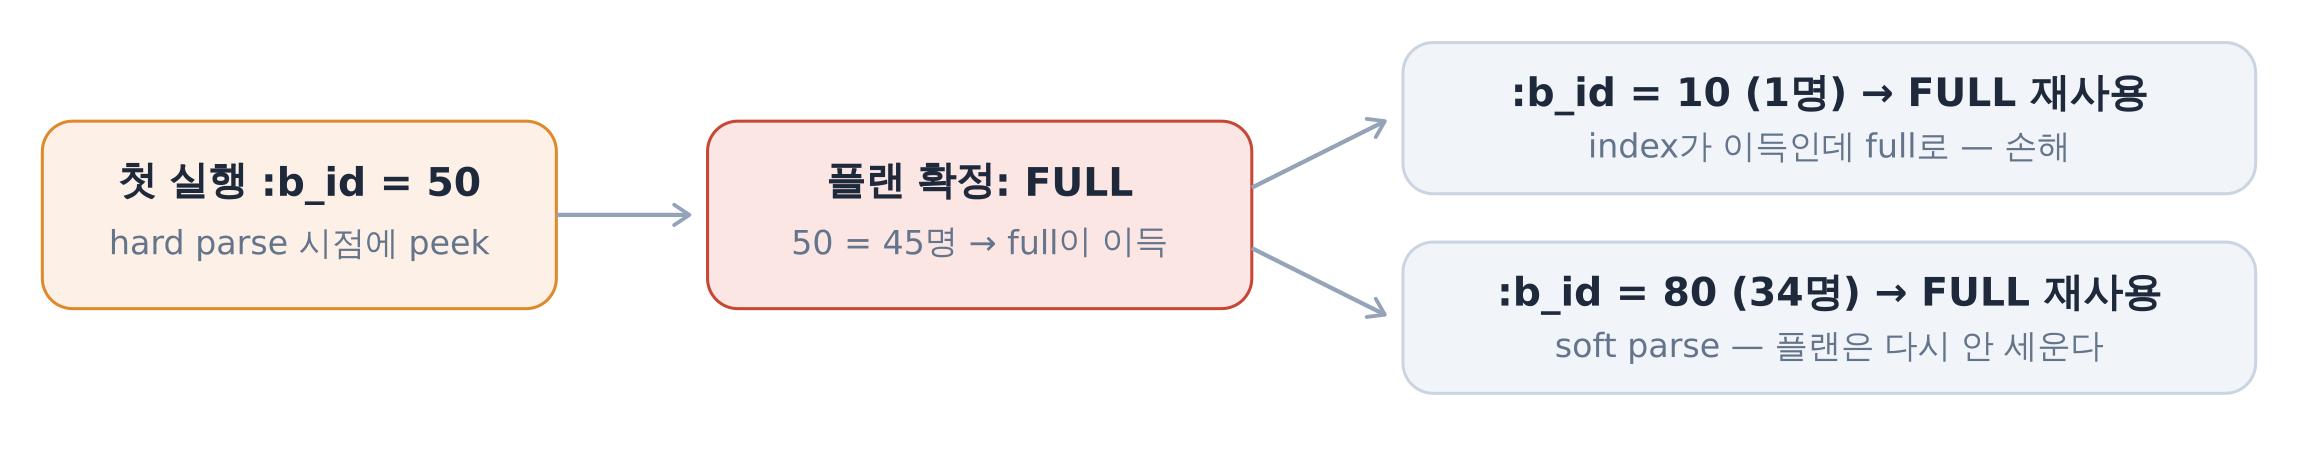 첫 실행 :b_id = 50
hard parse 시점에 peek
플랜 확정: FULL
50 = 45명 → full이 이득
:b_id = 10 (1명) → FULL 재사용
index가 이득인데 full로 — 손해
:b_id = 80 (34명) → FULL 재사용
soft parse — 플랜은 다시 안 세운다